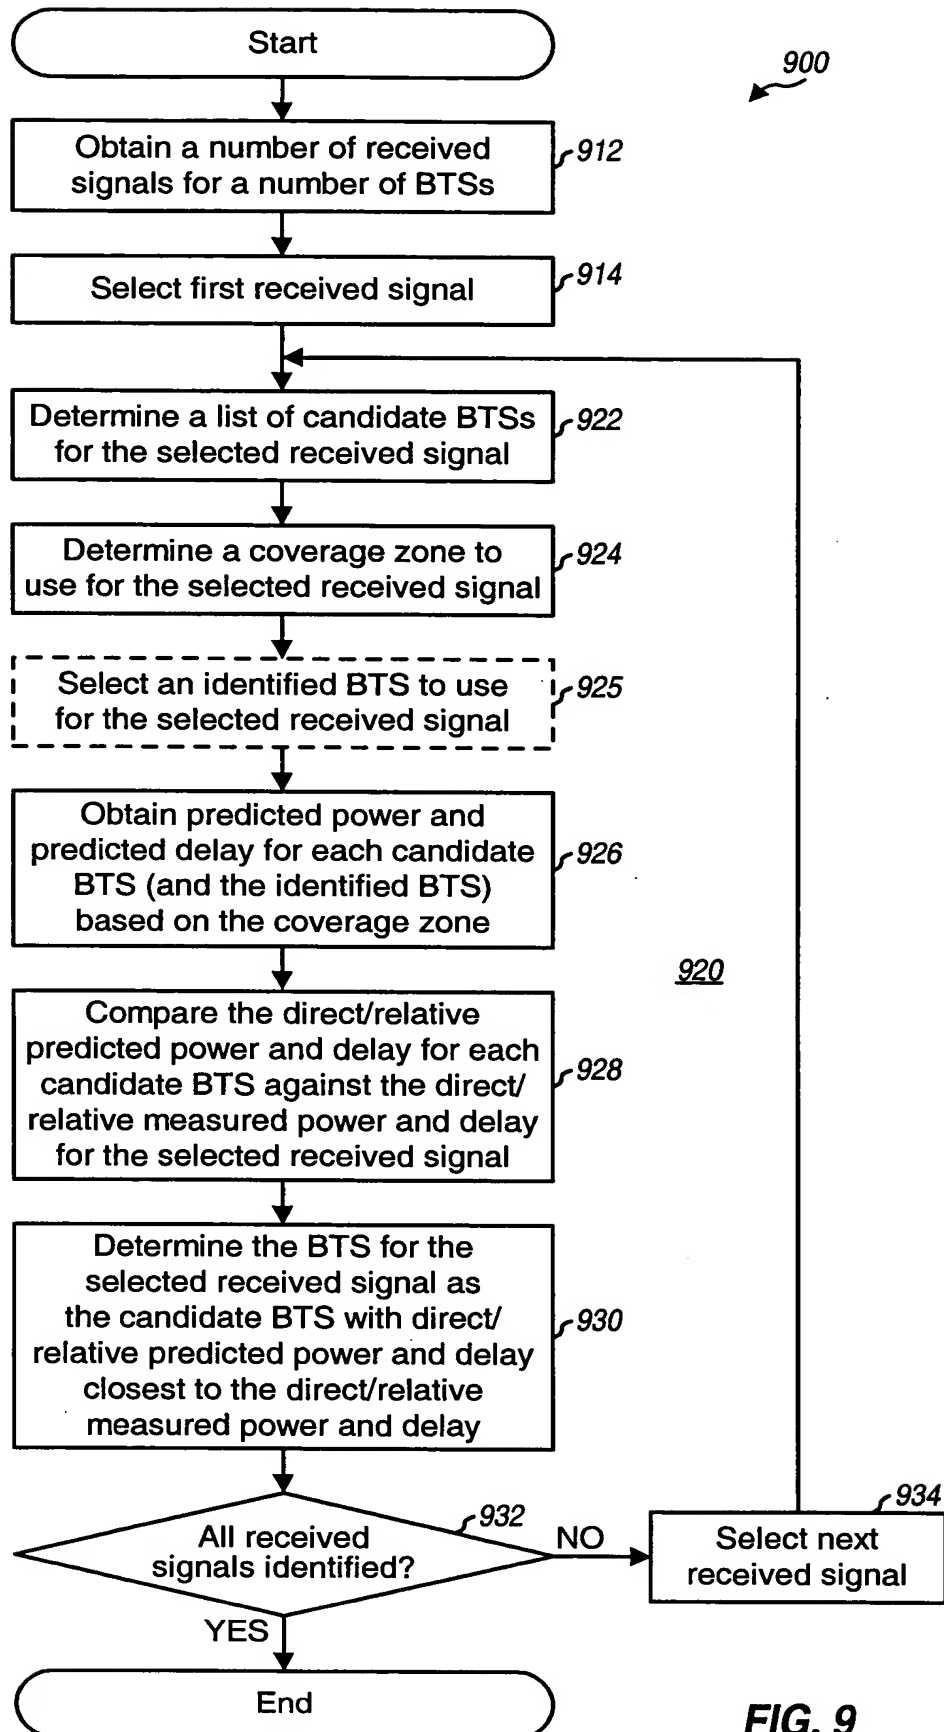 Start
900
Obtain a number of received
signals for a number of BTSs
912
Select first received signal
914
Determine a list of candidate BTSs
for the selected received signal
922
Determine a coverage zone to
use for the selected received signal
924
Select an identified BTS to use
for the selected received signal
925
Obtain predicted power and
predicted delay for each candidate
BTS (and the identified BTS)
based on the coverage zone
926
920
Compare the direct/relative
predicted power and delay for each
candidate BTS against the direct/
relative measured power and delay
for the selected received signal
928
Determine the BTS for the
selected received signal as
the candidate BTS with direct/
relative predicted power and delay
closest to the direct/relative
measured power and delay
930
All received
signals identified?
932
NO
Select next
received signal
934
YES
End
FIG. 9